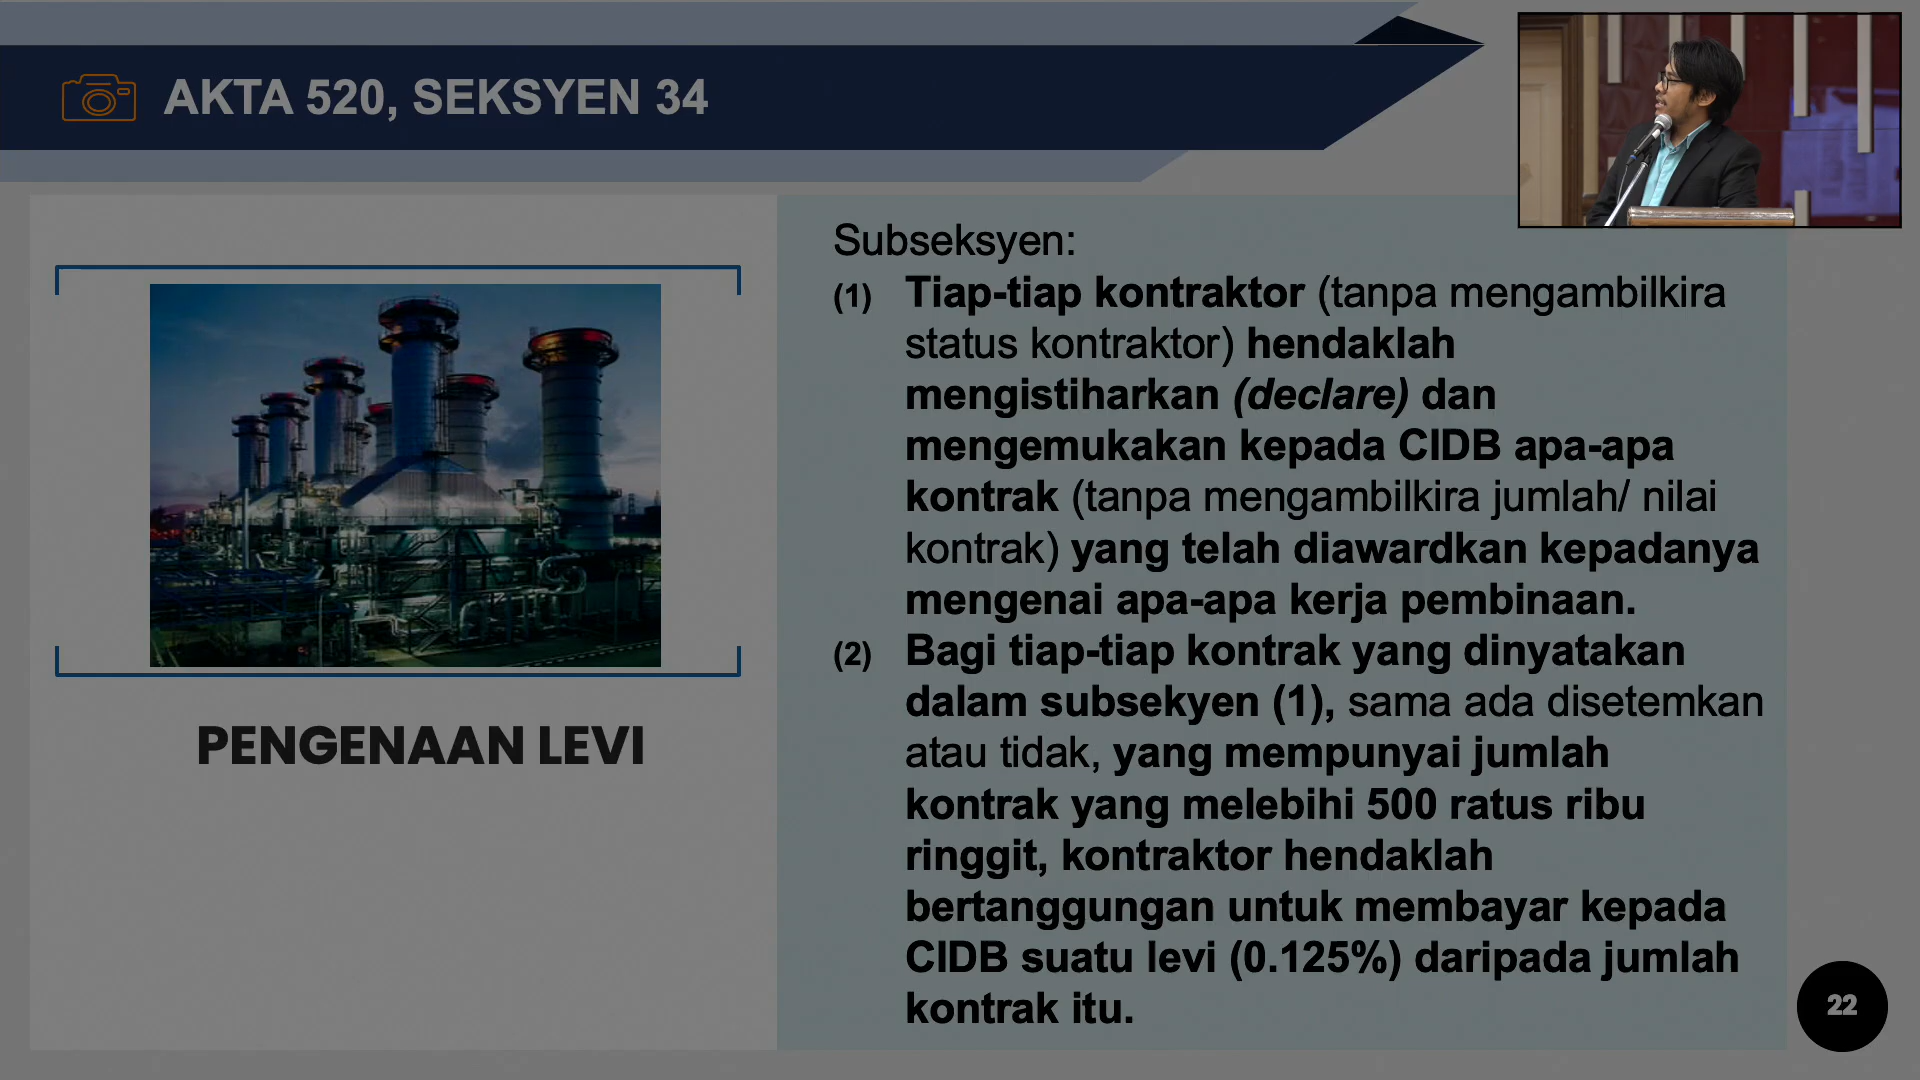 AKTA 520, SEKSYEN 34
PENGENAAN LEVI
Subseksyen:
(1) Tiap-tiap kontraktor (tanpa mengambilkira
status kontraktor) hendaklah
mengistiharkan (declare) dan
mengemukakan kepada CIDB apa-apa
kontrak (tanpa mengambilkira jumlah/ nilai
kontrak) yang telah diawardkan kepadanya
mengenai apa-apa kerja pembinaan.
(2) Bagi tiap-tiap kontrak yang dinyatakan
dalam subsekyen (1), sama ada disetemkan
atau tidak, yang mempunyai jumlah
kontrak yang melebihi 500 ratus ribu
ringgit, kontraktor hendaklah
bertanggungan untuk membayar kepada
CIDB suatu levi (0.125%) daripada jumlah
kontrak itu.
22